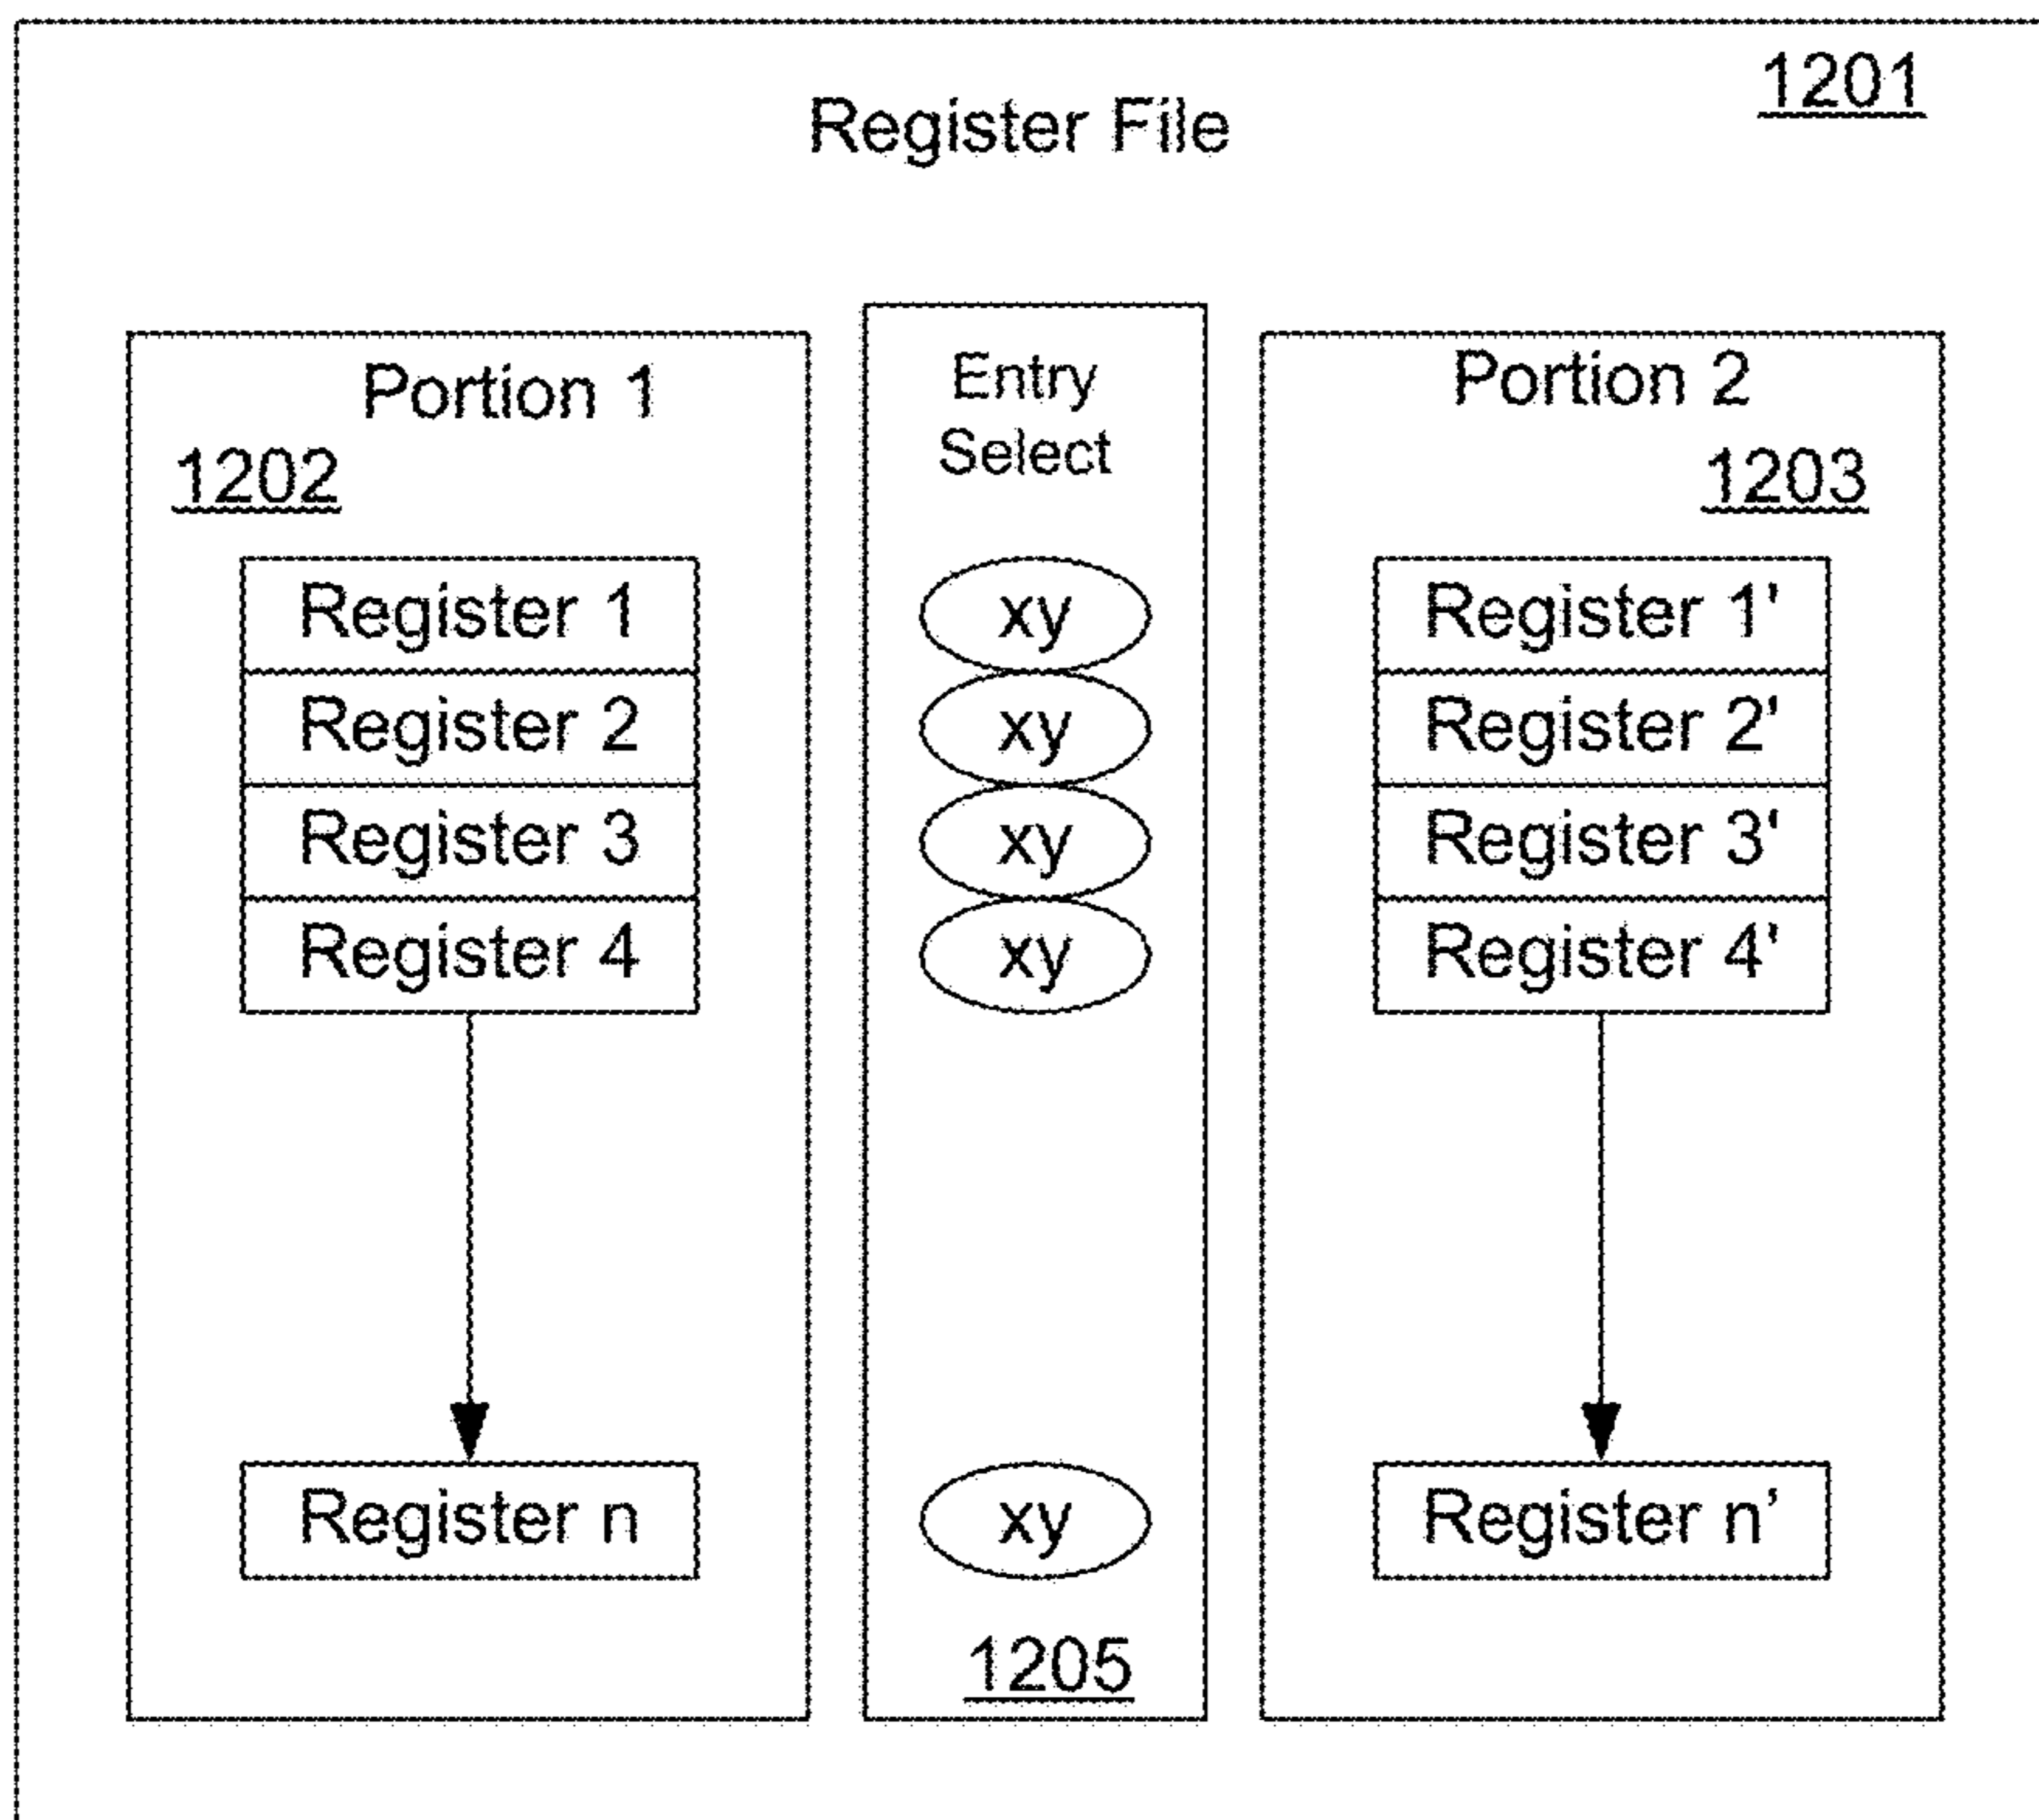 1201
Register File
Portion 1
1202
Register 1
Register 2
Register 3
Register 4
Register n
Entry
Select
xy
xy
xy
xy
xy
1205
Portion 2
1203
Register 1'
Register 2'
Register 3'
Register 4'
Register n’